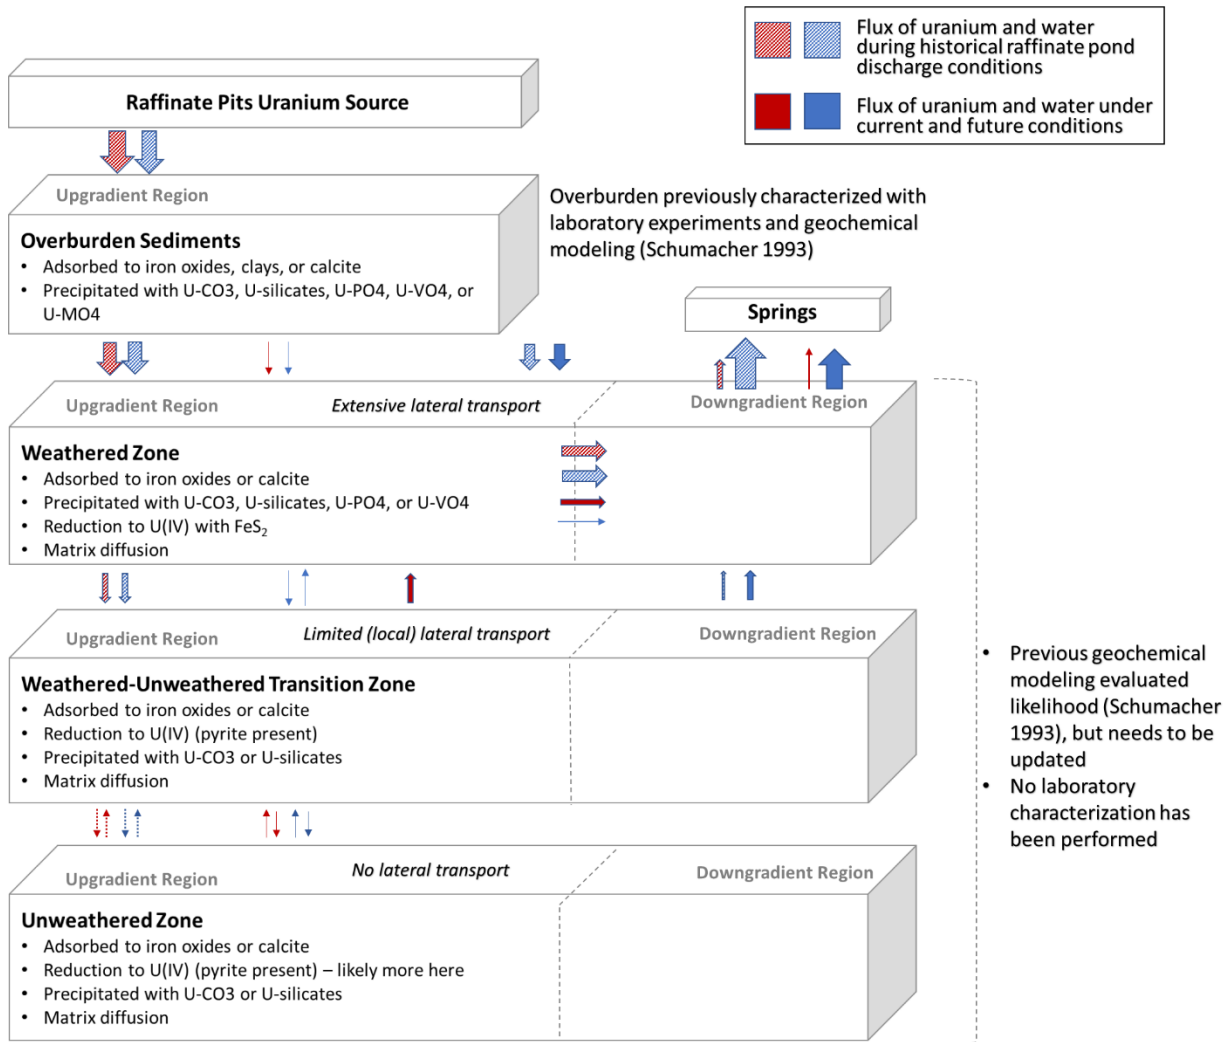 Flux of uranium and water
during historical raffinate pond
discharge conditions
Flux of uranium and water under
current and future conditions
Raffinate Pits Uranium Source
Upgradient Region
Overburden Sediments
• Adsorbed to iron oxides, clays, or calcite
• Precipitated with U-CO3, U-silicates, U-PO4, U-VO4, or
U-MO4
Overburden previously characterized with
laboratory experiments and geochemical
modeling (Schumacher 1993)
Springs
Upgradient Region
Extensive lateral transport
Downgradient Region
Weathered Zone
• Adsorbed to iron oxides or calcite
• Precipitated with U-CO3, U-silicates, U-PO4, or U-VO4
• Reduction to U(IV) with FeS₂
• Matrix diffusion
Upgradient Region
Limited (local) lateral transport
Downgradient Region
Weathered-Unweathered Transition Zone
• Adsorbed to iron oxides or calcite
• Reduction to U(IV) (pyrite present)
• Precipitated with U-CO3 or U-silicates
• Matrix diffusion
• Previous geochemical
modeling evaluated
likelihood (Schumacher
1993), but needs to be
updated
• No laboratory
characterization has
been performed
Upgradient Region
No lateral transport
Downgradient Region
Unweathered Zone
• Adsorbed to iron oxides or calcite
• Reduction to U(IV) (pyrite present) – likely more here
• Precipitated with U-CO3 or U-silicates
• Matrix diffusion